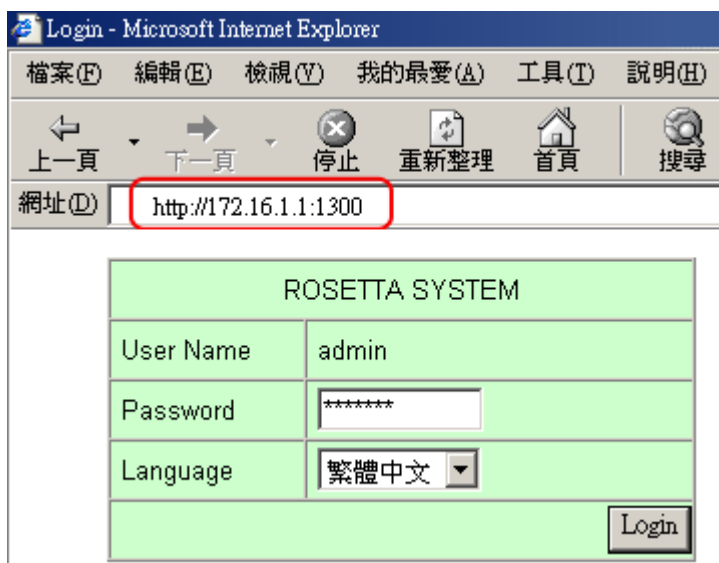 Login - Microsoft Internet Explorer
檔案(F) 編輯(E) 檢視(V) 我的最愛(A) 工具(T) 說明(H)
上一頁 下一頁 停止 重新整理 首頁 搜尋
網址(D) http://172.16.1.1:1300
ROSETTA SYSTEM
User Name admin
Password *******
Language 繁體中文
Login